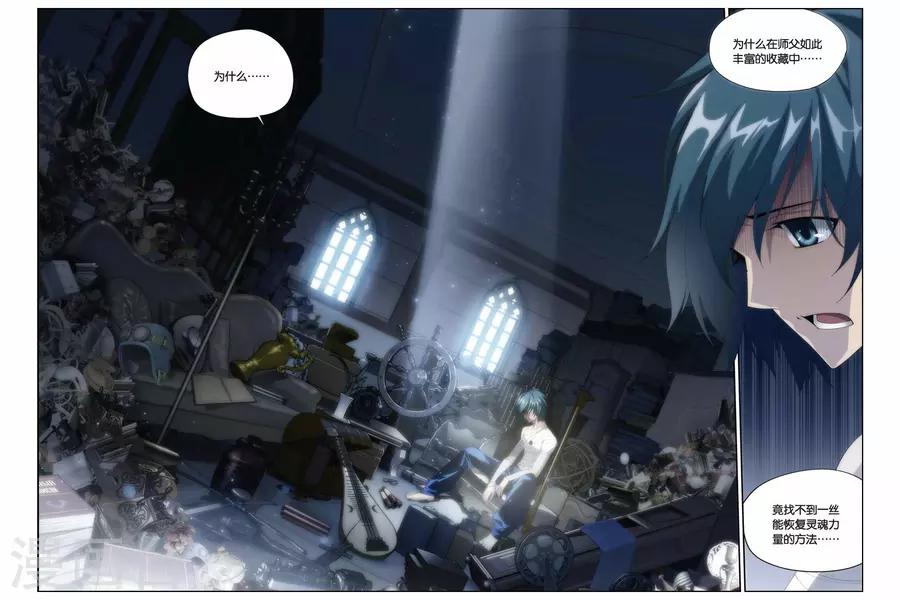 为什么……
为什么在师父如此
丰富的收藏中……
竟找不到一丝
能恢复灵魂力
量的方法……